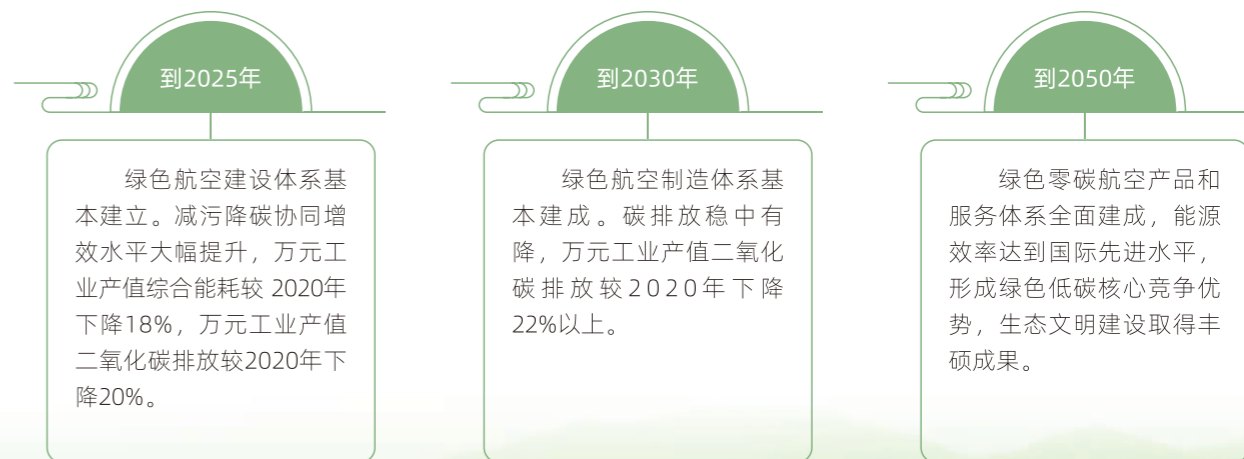 到2025年
绿色航空建设体系基
本建立。减污降碳协同增
效水平大幅提升，万元工
业产值综合能耗较 2020年
下降18%，万元工业产值
二氧化碳排放较2020年下
降20%。
到2030年
绿色航空制造体系基
本建成。碳排放稳中有
降，万元工业产值二氧化
碳排放较2020年下降
22%以上。
到2050年
绿色零碳航空产品和
服务体系全面建成，能源
效率达到国际先进水平，
形成绿色低碳核心竞争优
势，生态文明建设取得丰
硕成果。